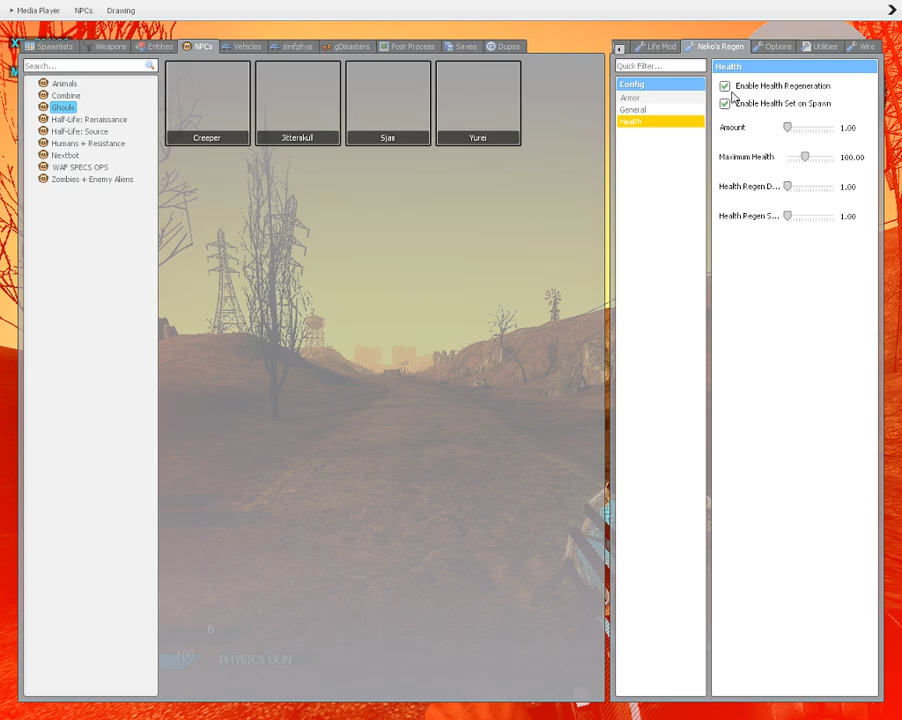 Media Player NPCs Drawing
Spawnlists Weapons Entities NPCs Vehicles simfphys gDisasters Post Process Saves Dupes
Life Mod Neko's Regen Options Utilities Wire
Search...
Animals
Combine
Ghouls
Half-Life: Renaissance
Half-Life: Source
Humans + Resistance
Nextbot
WAF SPECS OPS
Zombies + Enemy Aliens
Creeper Jitterskull Sjas Yurei
Quick Filter...
Config
Armor
General
Health
Health
Enable Health Regeneration
Enable Health Set on Spawn
Amount 1.00
Maximum Health 100.00
Health Regen D... 1.00
Health Regen S... 1.00
6
100 PHYSICS GUN